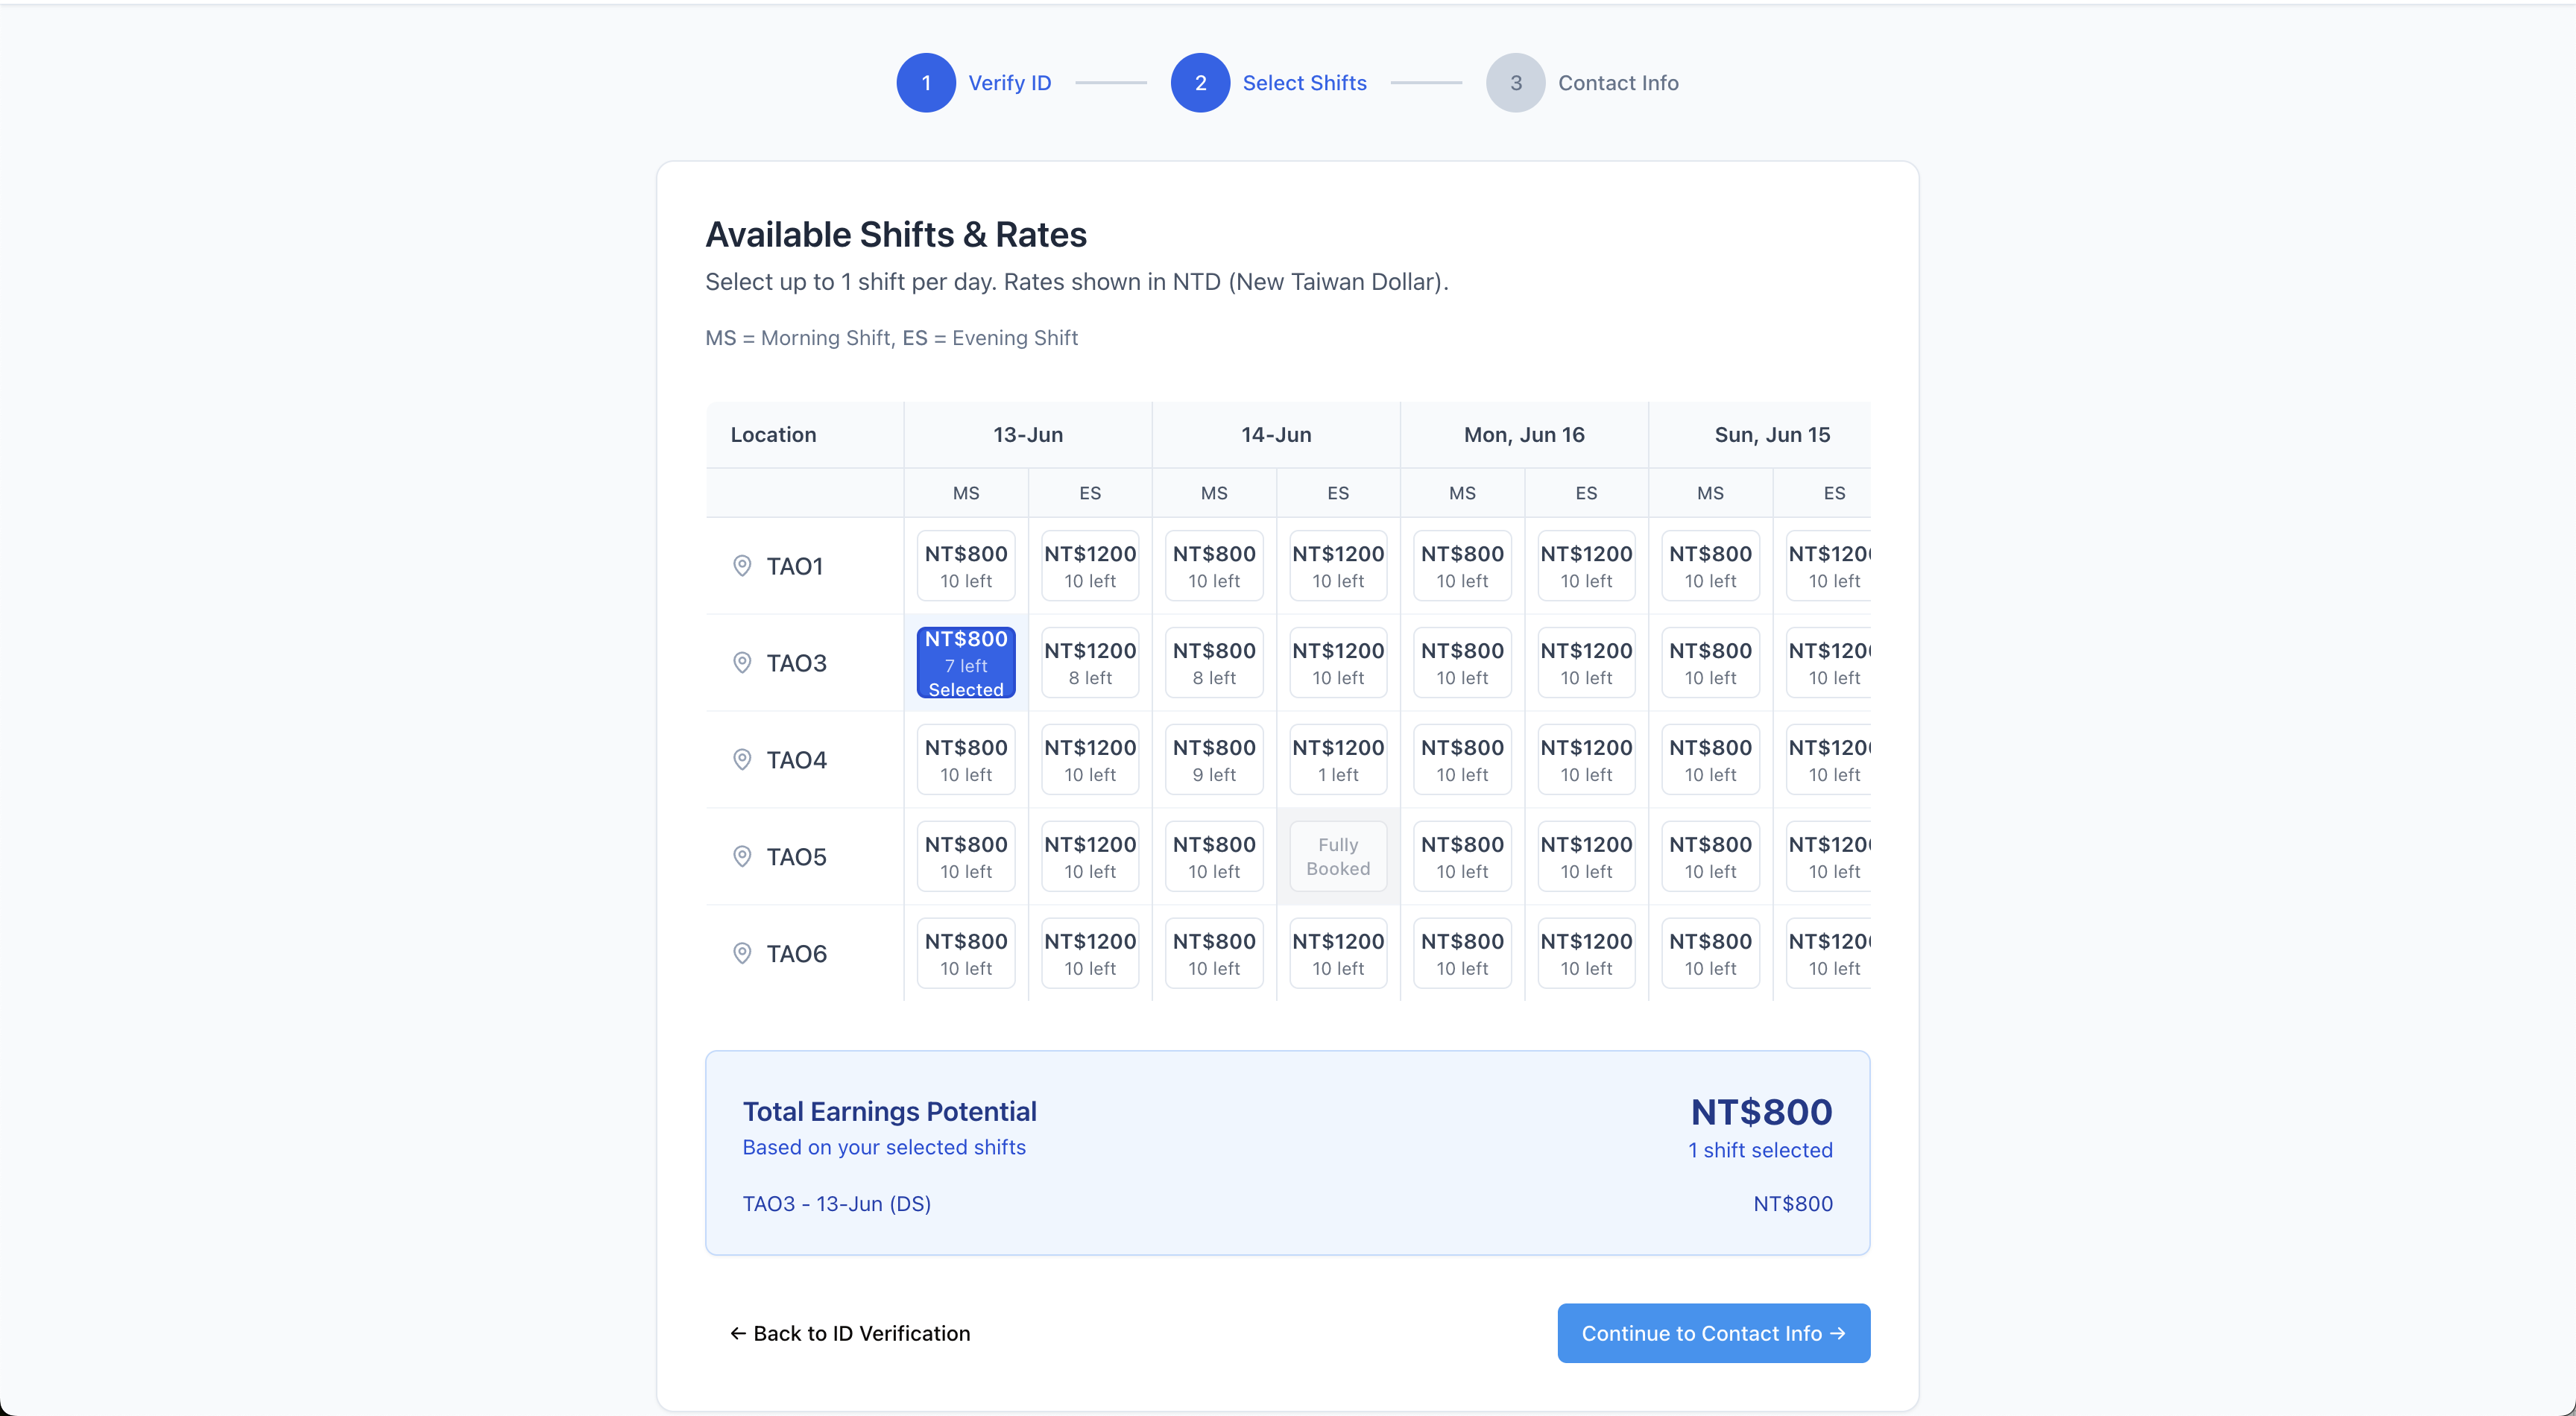 1 Verify ID 2 Select Shifts 3 Contact Info
Available Shifts & Rates
Select up to 1 shift per day. Rates shown in NTD (New Taiwan Dollar).
MS = Morning Shift, ES = Evening Shift
Location 13-Jun 14-Jun Mon, Jun 16 Sun, Jun 15
MS ES MS ES MS ES MS ES
TAO1 NT$800 NT$1200 NT$800 NT$1200 NT$800 NT$1200 NT$800 NT$120
10 left 10 left 10 left 10 left 10 left 10 left 10 left 10 left
TAO3 NT$800 NT$1200 NT$800 NT$1200 NT$800 NT$1200 NT$800 NT$120
7 left 8 left 8 left 10 left 10 left 10 left 10 left 10 left
Selected
TAO4 NT$800 NT$1200 NT$800 NT$1200 NT$800 NT$1200 NT$800 NT$120
10 left 10 left 9 left 1 left 10 left 10 left 10 left 10 left
TAO5 NT$800 NT$1200 NT$800 Fully Booked NT$800 NT$1200 NT$800 NT$120
10 left 10 left 10 left 10 left 10 left 10 left 10 left
TAO6 NT$800 NT$1200 NT$800 NT$1200 NT$800 NT$1200 NT$800 NT$120
10 left 10 left 10 left 10 left 10 left 10 left 10 left 10 left
Total Earnings Potential NT$800
Based on your selected shifts 1 shift selected
TAO3 - 13-Jun (DS) NT$800
← Back to ID Verification Continue to Contact Info →